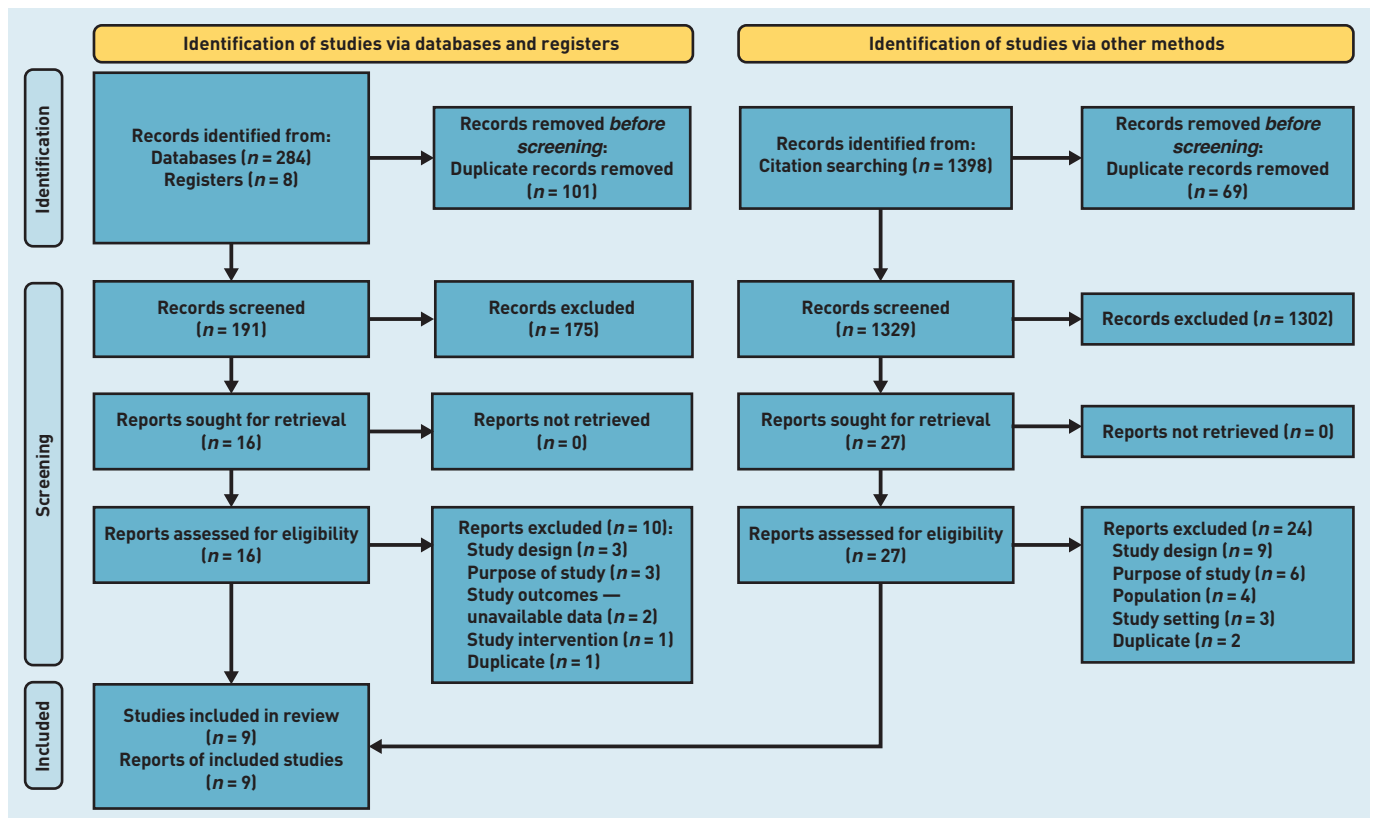 Identification of studies via databases and registers
Identification of studies via other methods
Identification
Records identified from:
Databases (n = 284)
Registers (n = 8)
Records removed before
screening:
Duplicate records removed
(n = 101)
Records identified from:
Citation searching (n = 1398)
Records removed before
screening:
Duplicate records removed
(n = 69)
Screening
Records screened
(n = 191)
Records excluded
(n = 175)
Records screened
(n = 1329)
Records excluded (n = 1302)
Reports sought for retrieval
(n = 16)
Reports not retrieved
(n = 0)
Reports sought for retrieval
(n = 27)
Reports not retrieved (n = 0)
Reports assessed for eligibility
(n = 16)
Reports excluded (n = 10):
Study design (n = 3)
Purpose of study (n = 3)
Study outcomes —
unavailable data (n = 2)
Study intervention (n = 1)
Duplicate (n = 1)
Reports assessed for eligibility
(n = 27)
Reports excluded (n = 24)
Study design (n = 9)
Purpose of study (n = 6)
Population (n = 4)
Study setting (n = 3)
Duplicate (n = 2
Included
Studies included in review
(n = 9)
Reports of included studies
(n = 9)